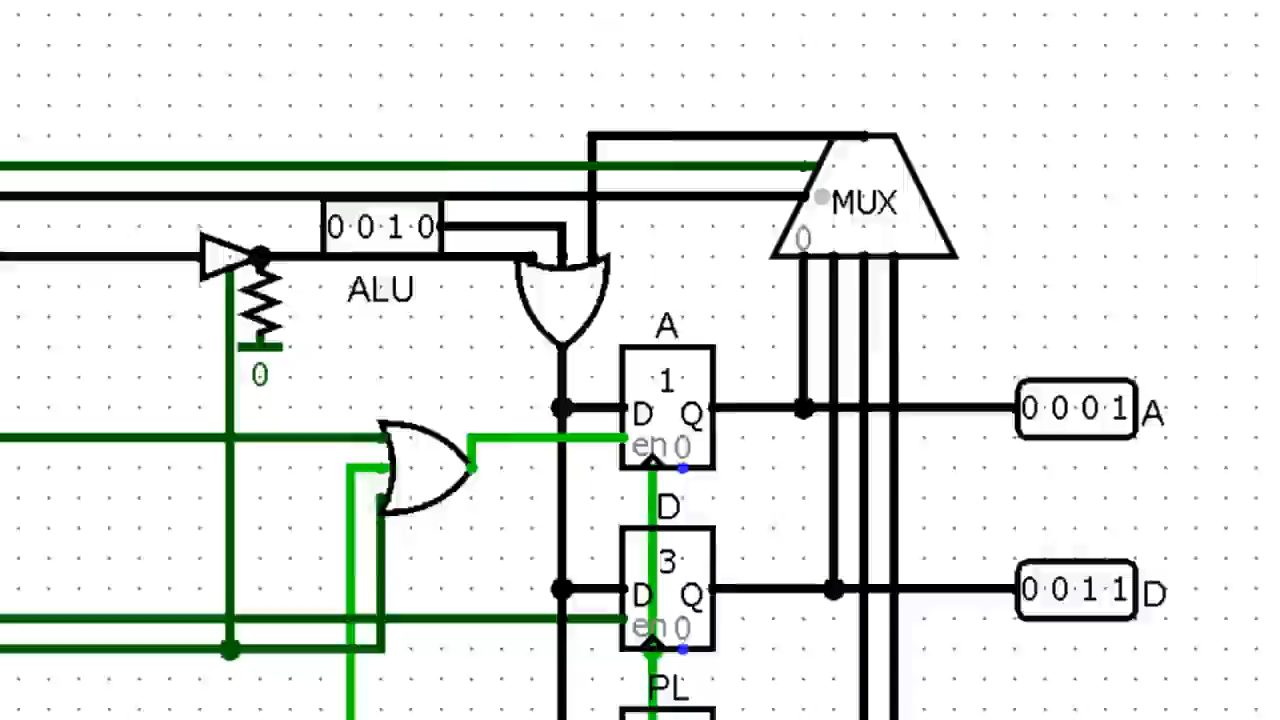 MUX
0 0 1 0
0
ALU
A
0
1
D Q
en 0
0 0 0 1 A
D
3
D Q
en 0
0 0 1 1 D
PL